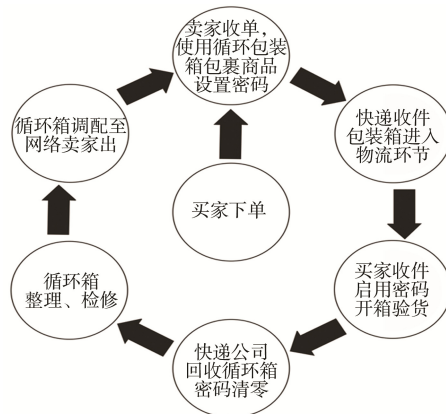 卖家收单，
使用循环包装
箱包裹商品
设置密码
快递收件
包装箱进入
物流环节
买家收件
启用密码
开箱验货
快递公司
回收循环箱
密码清零
循环箱
整理、检修
循环箱调配至
网络卖家出
买家下单